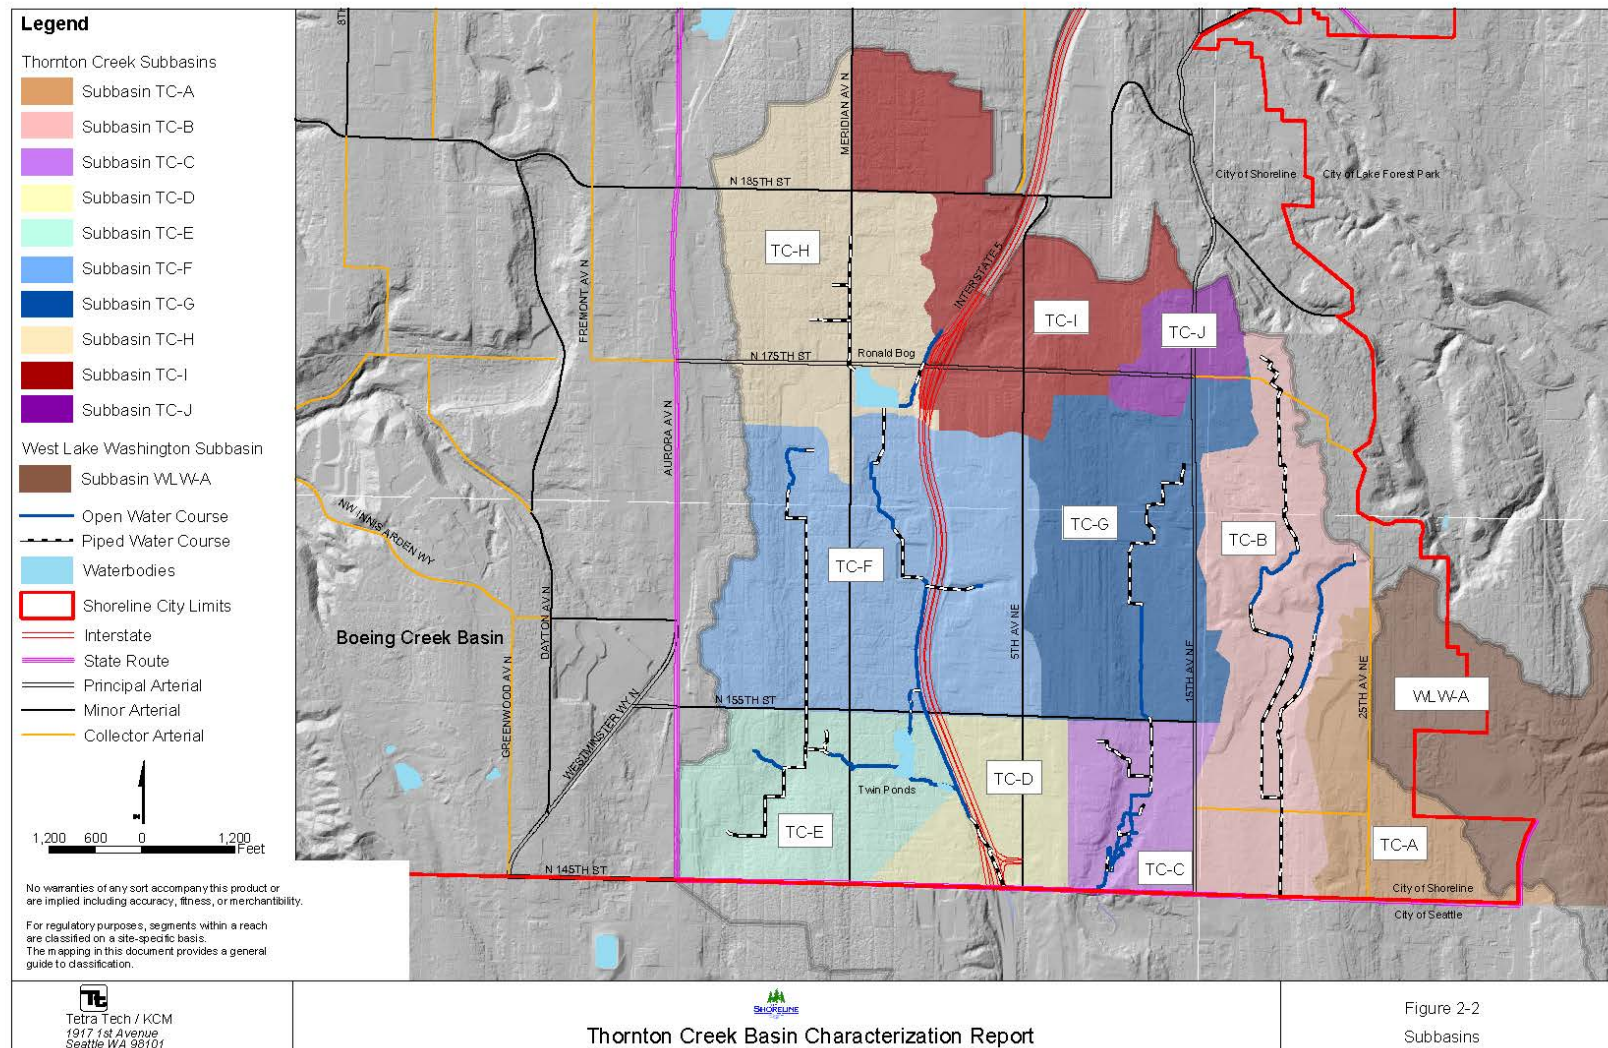 Legend
Thornton Creek Subbasins
Subbasin TC-A
Subbasin TC-B
Subbasin TC-C
Subbasin TC-D
Subbasin TC-E
Subbasin TC-F
Subbasin TC-G
Subbasin TC-H
Subbasin TC-I
Subbasin TC-J
West Lake Washington Subbasin
Subbasin WLW-A
Open Water Course
Piped Water Course
Waterbodies
Shoreline City Limits
Interstate
State Route
Principal Arterial
Minor Arterial
Collector Arterial
1,200 600 0 1,200
Feet
No warranties of any sort accompany this product or
are implied including accuracy, fitness, or merchantibility.
For regulatory purposes, segments within a reach
are classified on a site-specific basis.
The mapping in this document provides a general
guide to classification.
8TH
MERIDIAN AV N
N 185TH ST
City of Shoreline
City of Lake Forest Park
TC-H
INTERSTATE 5
TC-I
TC-J
FREMONT AV N
N 175TH ST
Ronald Bog
AURORA AV N
NW INNIS ARDEN WY
TC-G
TC-B
TC-F
Boeing Creek Basin
DAYTON AV N
5TH AV NE
15TH AV NE
25TH AV NE
WLW-A
GREENWOOD AV N
WESTMINSTER WY N
N 155TH ST
TC-D
Twin Ponds
TC-E
TC-C
TC-A
N 145TH ST
City of Shoreline
City of Seattle
Tt
Tetra Tech / KCM
1917 1st Avenue
Seattle WA 98101
SHORELINE
Thornton Creek Basin Characterization Report
Figure 2-2
Subbasins